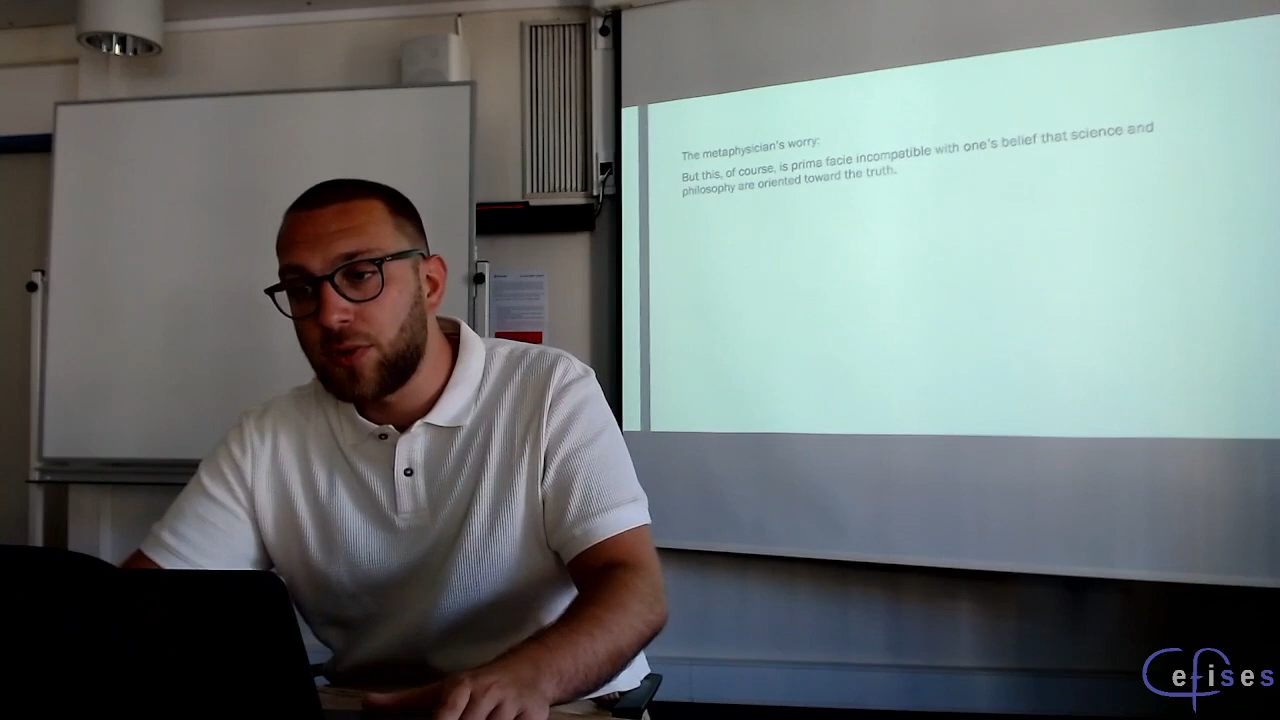 The metaphysician's worry:
But this, of course, is prima facie incompatible with one's belief that science and
philosophy are oriented toward the truth.
Cefises